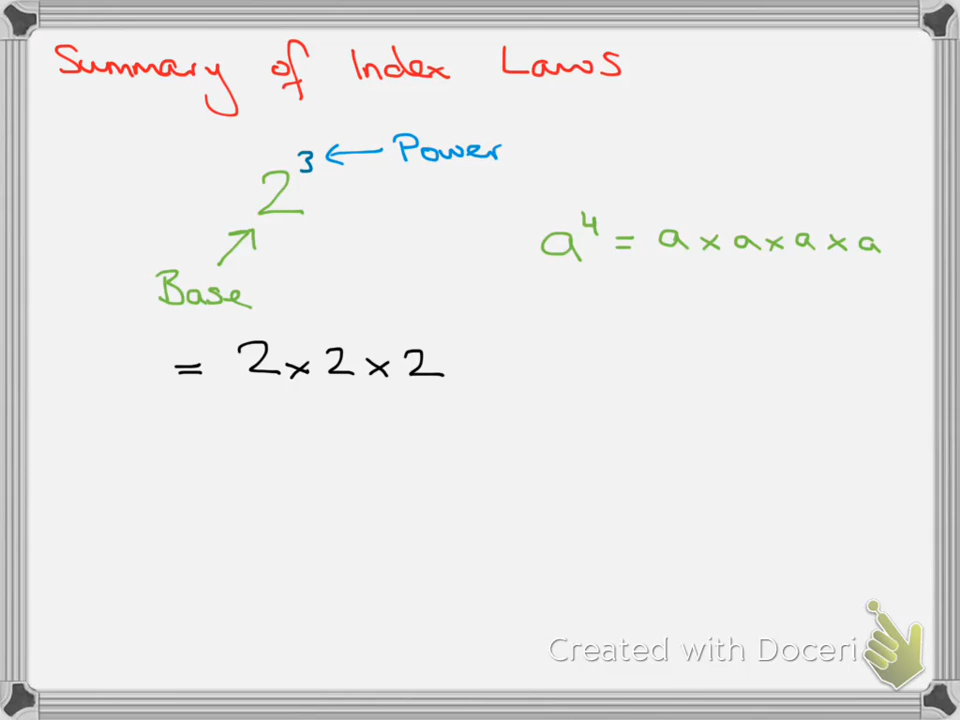 Summary of Index Laws
2³ ← Power
a⁴ = a × a × a × a
Base
= 2 × 2 × 2
Created with Doceri